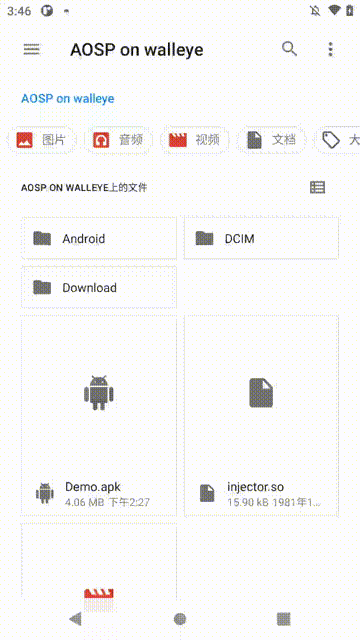 3:46
AOSP on walleye
AOSP on walleye
图片 音频 视频 文档 大
AOSP ON WALLEYE上的文件
Android DCIM
Download
Demo.apk injector.so
4.06 MB 下午2:27 15.90 kB 1981年1...